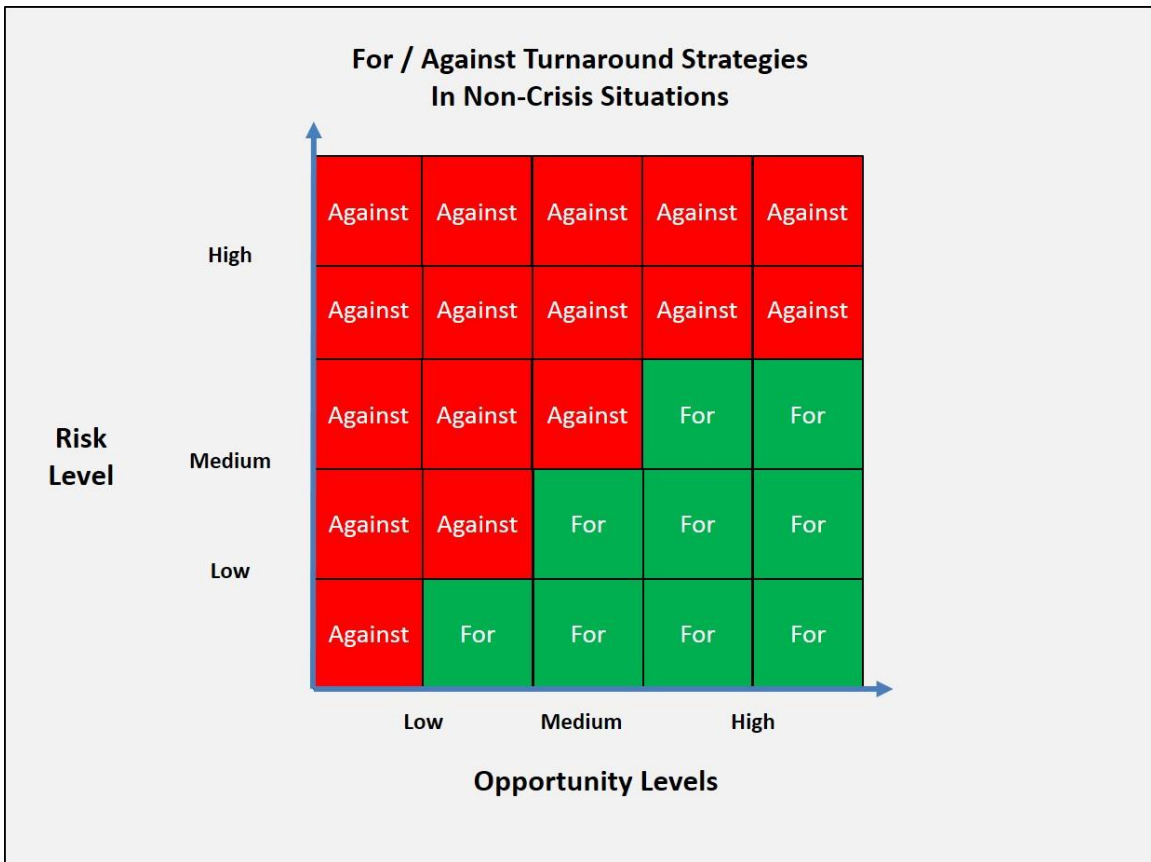 For / Against Turnaround Strategies
In Non-Crisis Situations
Against Against Against Against Against
High
Against Against Against Against Against
Against Against Against For For
Risk
Level
Medium
Against Against For For For
Low
Against For For For For
Low Medium High
Opportunity Levels